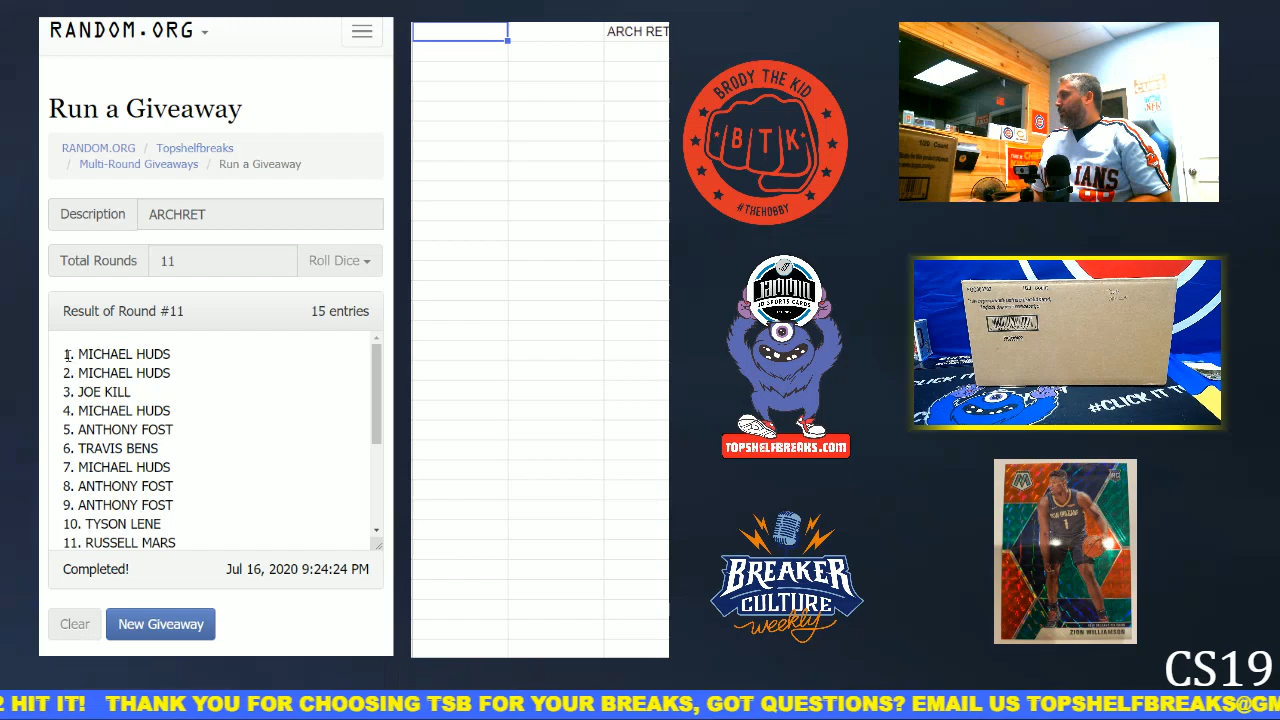 RANDOM.ORG
Run a Giveaway
RANDOM.ORG / Topshelfbreaks
/ Multi-Round Giveaways / Run a Giveaway
Description ARCHRET
Total Rounds 11 Roll Dice
Result of Round #11 15 entries
1. MICHAEL HUDS
2. MICHAEL HUDS
3. JOE KILL
4. MICHAEL HUDS
5. ANTHONY FOST
6. TRAVIS BENS
7. MICHAEL HUDS
8. ANTHONY FOST
9. ANTHONY FOST
10. TYSON LENE
11. RUSSELL MARS
Completed! Jul 16, 2020 9:24:24 PM
Clear New Giveaway
ARCH RET
BRODY THE KID
BTK
#THEHOBBY
JD SPORTS CARDS
TOPSHELFBREAKS.COM
BREAKER
CULTURE
weekly
#CLICK IT
ZION WILLIAMSON
CS19
2 HIT IT! THANK YOU FOR CHOOSING TSB FOR YOUR BREAKS, GOT QUESTIONS? EMAIL US TOPSHELFBREAKS@GM